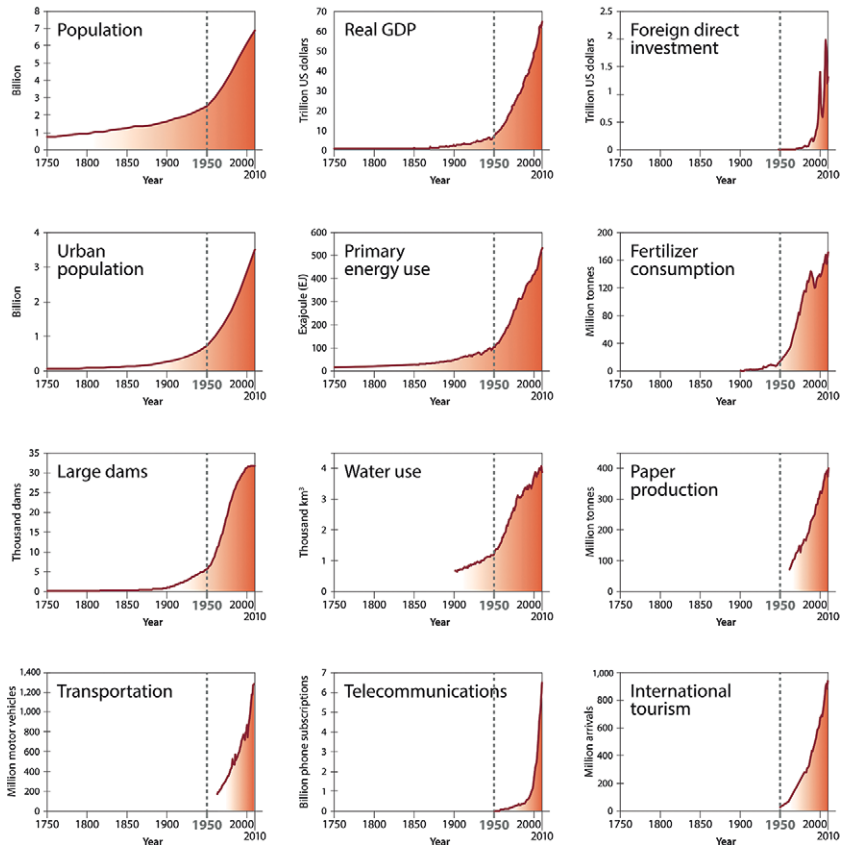 Population
Billion
8
7
6
5
4
3
2
1
0
1750 1800 1850 1900 1950 2000 2010
Year
Real GDP
Trillion US dollars
70
60
50
40
30
20
10
0
1750 1800 1850 1900 1950 2000 2010
Year
Foreign direct
investment
Trillion US dollars
2.5
2
1.5
1
0.5
0
1750 1800 1850 1900 1950 2000 2010
Year
Urban
population
Billion
4
3
2
1
0
1750 1800 1850 1900 1950 2000 2010
Year
Primary
energy use
Exajoule (EJ)
600
500
400
300
200
100
0
1750 1800 1850 1900 1950 2000 2010
Year
Fertilizer
consumption
Million tonnes
200
160
120
80
40
0
1750 1800 1850 1900 1950 2000 2010
Year
Large dams
Thousand dams
35
30
25
20
15
10
5
0
1750 1800 1850 1900 1950 2000 2010
Year
Water use
Thousand km³
4
3
2
1
0
1750 1800 1850 1900 1950 2000 2010
Year
Paper
production
Million tonnes
400
300
200
100
0
1750 1800 1850 1900 1950 2000 2010
Year
Transportation
Million motor vehicles
1,400
1,200
1,000
800
600
400
200
0
1750 1800 1850 1900 1950 2000 2010
Year
Telecommunications
Billion phone subscriptions
7
6
5
4
3
2
1
0
1750 1800 1850 1900 1950 2000 2010
Year
International
tourism
Million arrivals
1,000
800
600
400
200
0
1750 1800 1850 1900 1950 2000 2010
Year